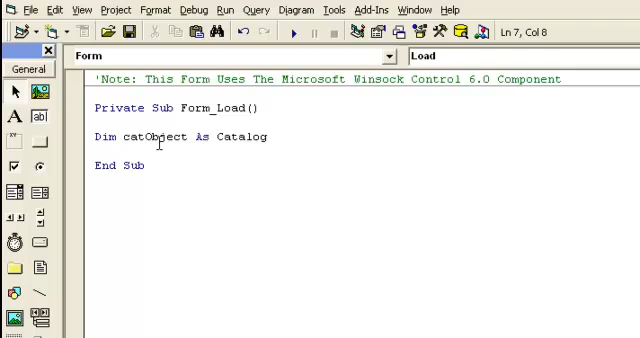 File Edit View Project Format Debug Run Query Diagram Tools Add-Ins Window Help
Ln 7, Col 8
General
Form Load
'Note: This Form Uses The Microsoft Winsock Control 6.0 Component
Private Sub Form_Load()
Dim catObject As Catalog
End Sub
A ab|